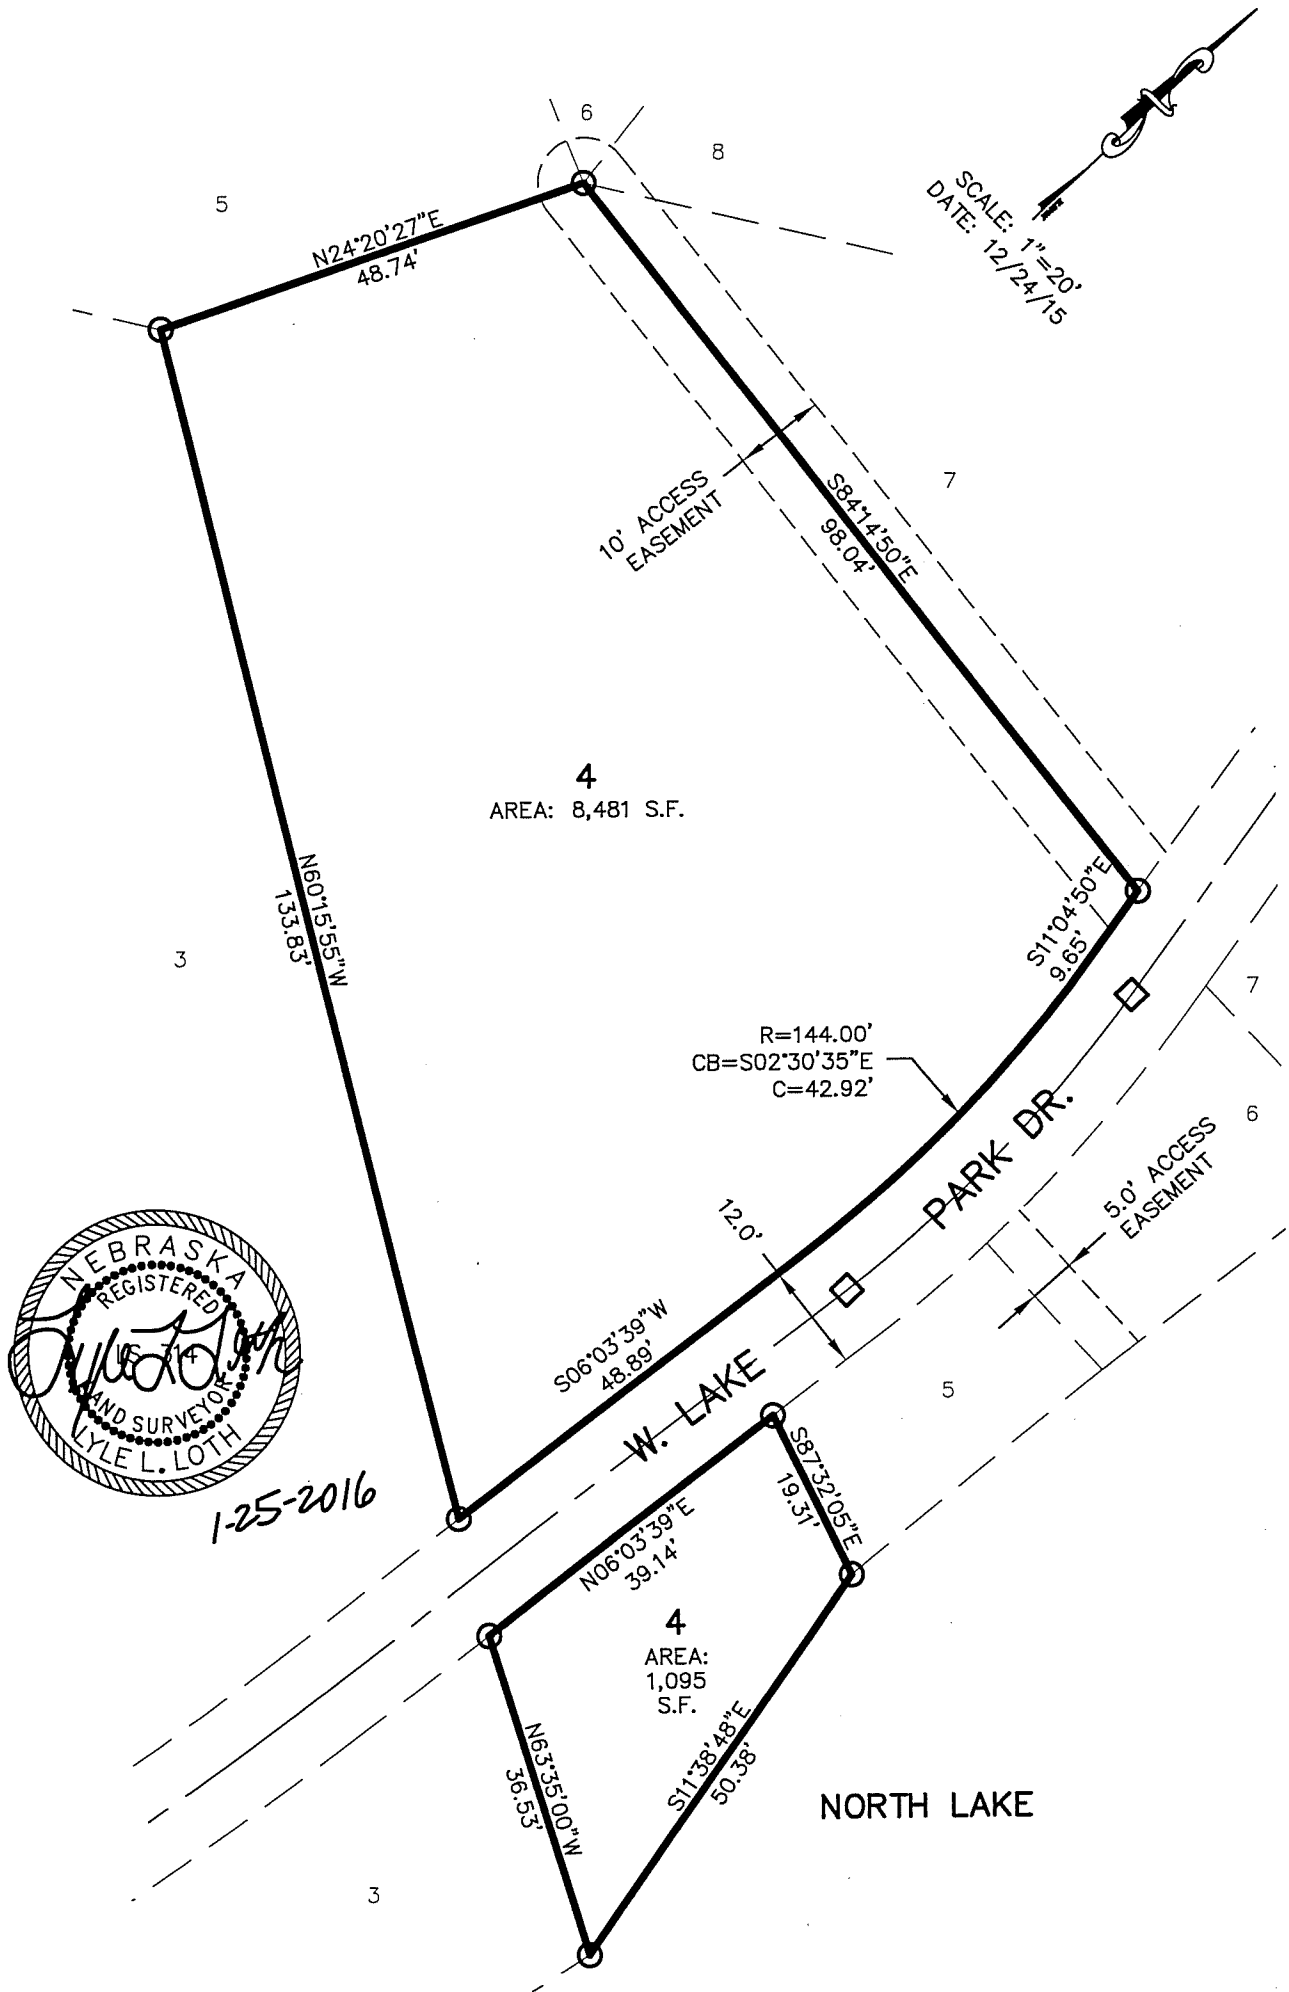 6
8
5
N24°20'27"E
48.74'
SCALE: 1"=20'
DATE: 12/24/15
10' ACCESS
EASEMENT
S84°14'50"E
98.04'
7
4
AREA: 8,481 S.F.
N60°15'55"W
133.83'
3
S11°04'50"E
9.65'
R=144.00'
CB=S02°30'35"E
C=42.92'
7
6
5.0' ACCESS
EASEMENT
12.0'
W. LAKE PARK DR.
S06°03'39"W
48.89'
5
NEBRASKA
REGISTERED
LS 314
LAND SURVEYOR
LYLE L. LOTH
1-25-2016
S87°32'05"E
19.31'
N06°03'39"E
39.14'
4
AREA:
1,095
S.F.
N63°35'00"W
36.53'
S11°38'48"E
50.38'
NORTH LAKE
3